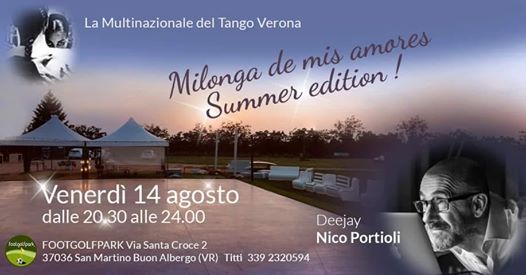 La Multinazionale del Tango Verona
Milonga de mis amores
Summer edition !
Venerdì 14 agosto
dalle 20.30 alle 24.00
Deejay
Nico Portioli
footgolfpark
FOOTGOLFPARK Via Santa Croce 2
37036 San Martino Buon Albergo (VR) Titti 339 2320594